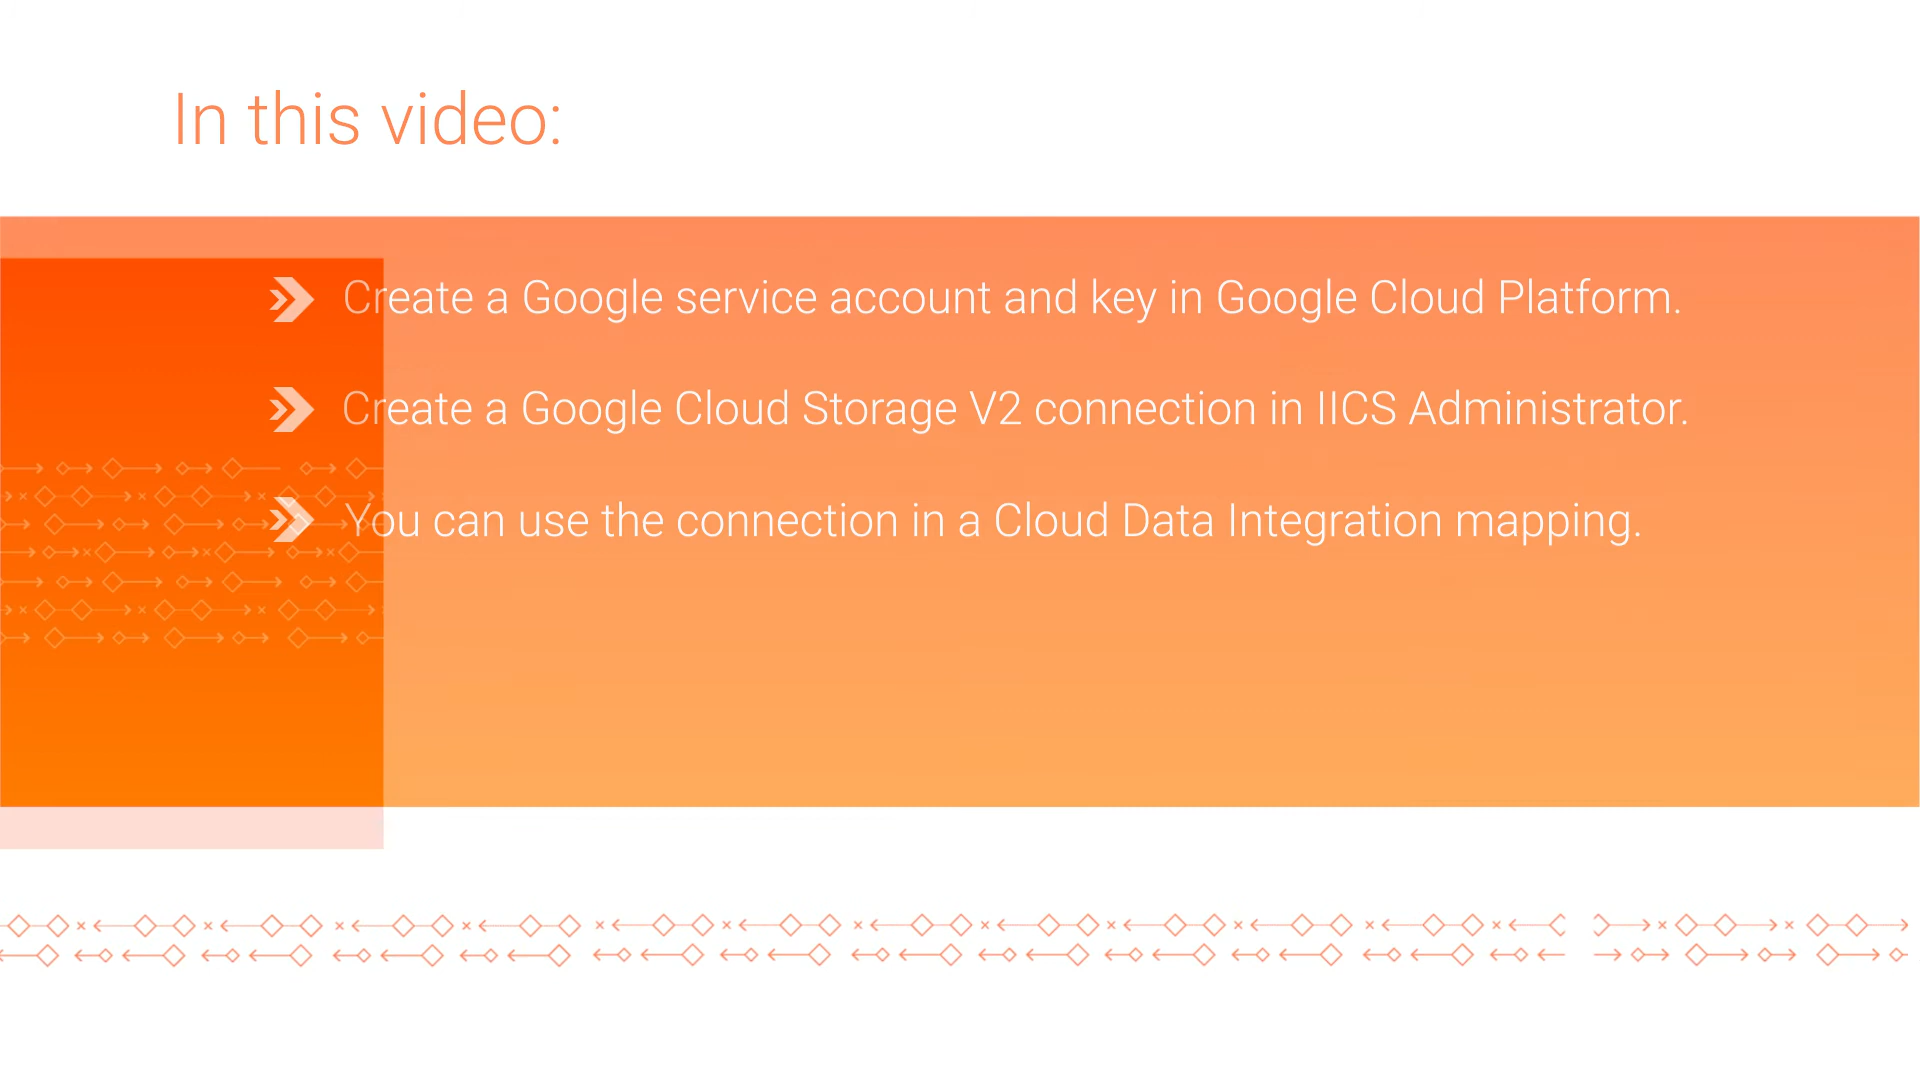 In this video:
Create a Google service account and key in Google Cloud Platform.
Create a Google Cloud Storage V2 connection in IICS Administrator.
You can use the connection in a Cloud Data Integration mapping.